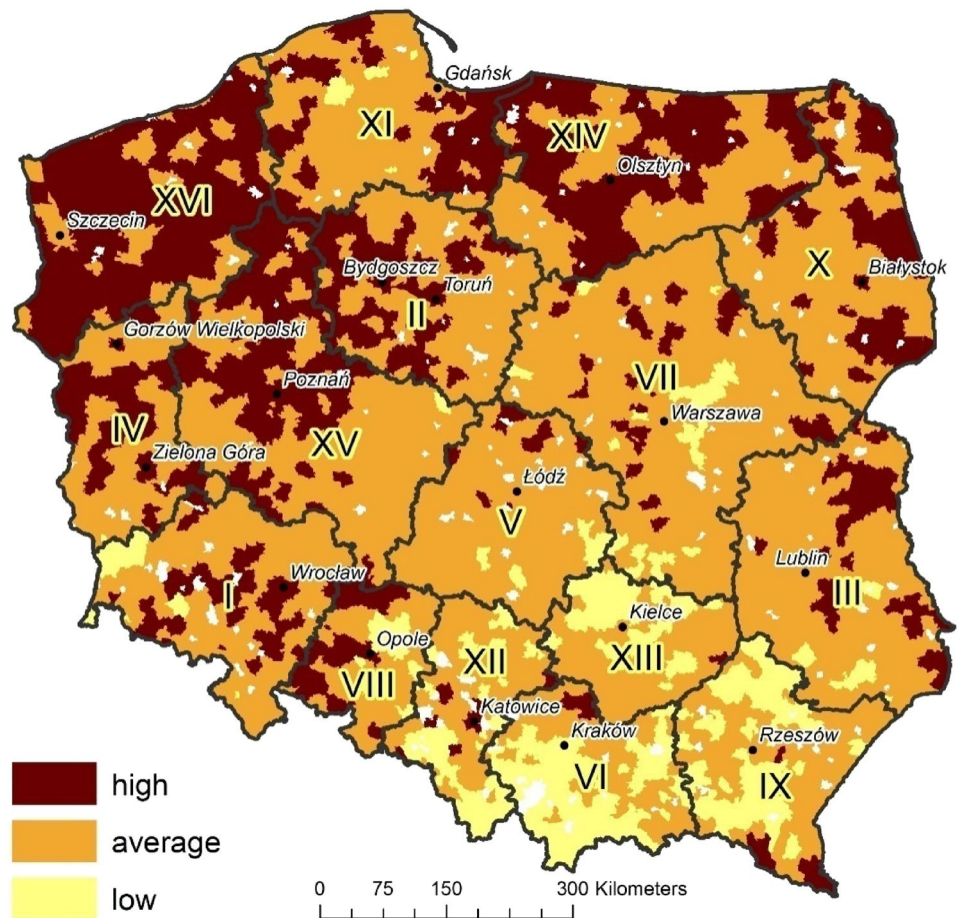 Gdańsk
XI
XIV
Olsztyn
XVI
Szczecin
X
Białystok
Bydgoszcz
Toruń
II
Gorzów Wielkopolski
Poznań
VII
Warszawa
IV
XV
Zielona Góra
Łódź
V
Lublin
III
Wrocław
I
Kielce
XIII
Opole
VIII
XII
Katowice
Kraków
VI
Rzeszów
IX
high
average
low
0 75 150 300 Kilometers